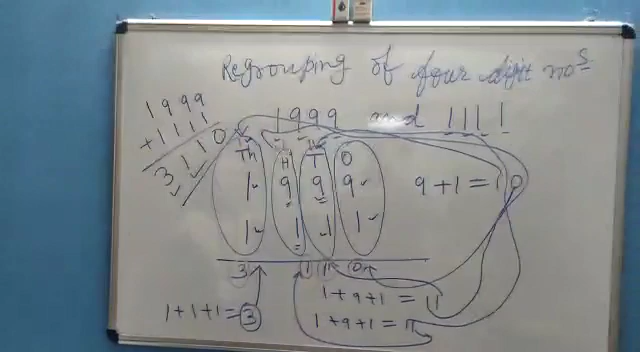 Regrouping of four digit nos
1999 and 1111
1999
+1111
3110
Th H T O
1 9 9 9
1 1 1 1
3 1 1 0
9+1=10
1+9+1=11
1+9+1=11
1+1+1=3